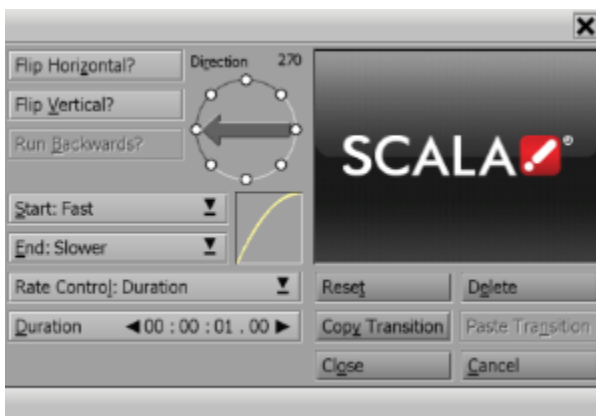 Flip Horizontal?
Direction 270
Flip Vertical?
Run Backwards?
SCALA®
Start: Fast
End: Slower
Rate Control: Duration
Reset
Delete
Duration 00 : 00 : 01 . 00
Copy Transition
Paste Transition
Close
Cancel